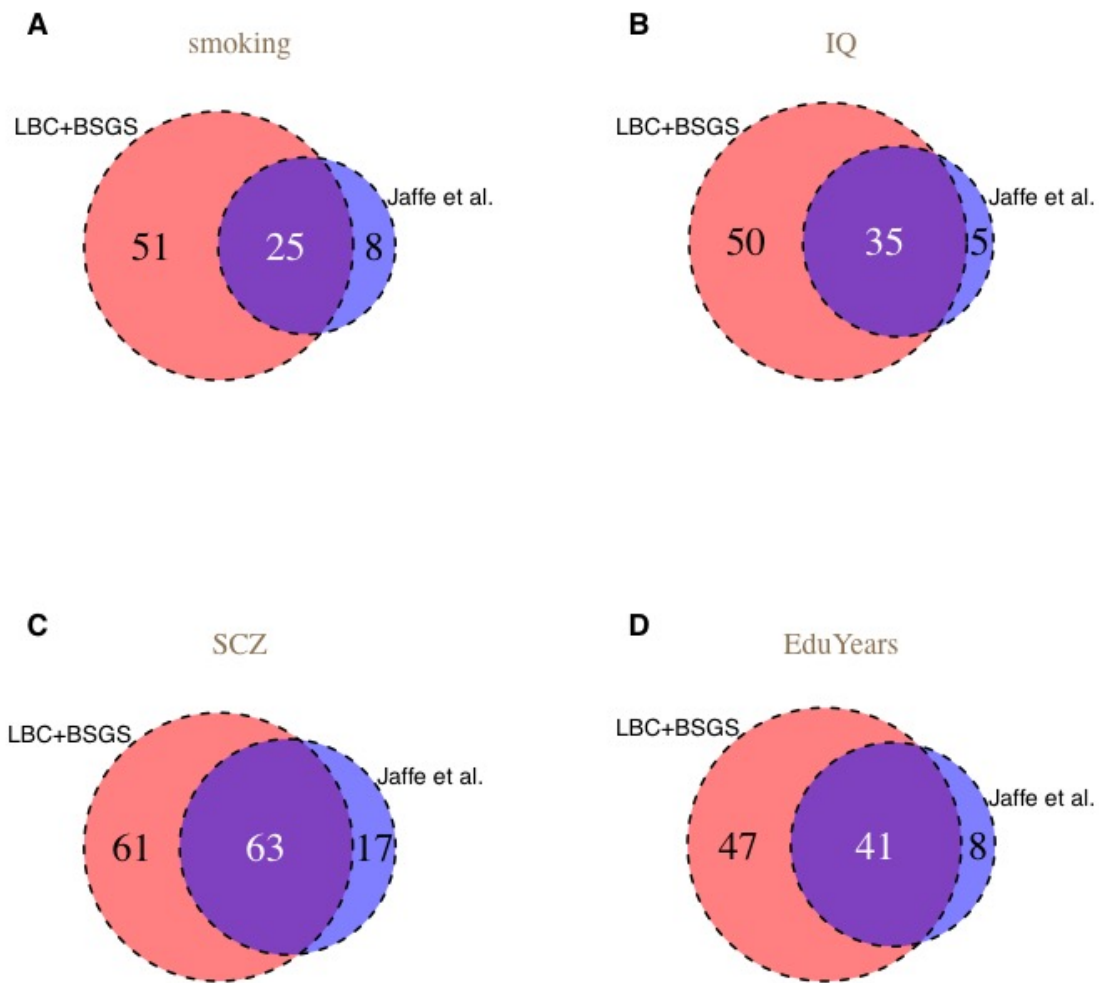 A
smoking
LBC+BSGS
Jaffe et al.
51
25
8
B
IQ
LBC+BSGS
Jaffe et al.
50
35
5
C
SCZ
LBC+BSGS
Jaffe et al.
61
63
17
D
EduYears
LBC+BSGS
Jaffe et al.
47
41
8